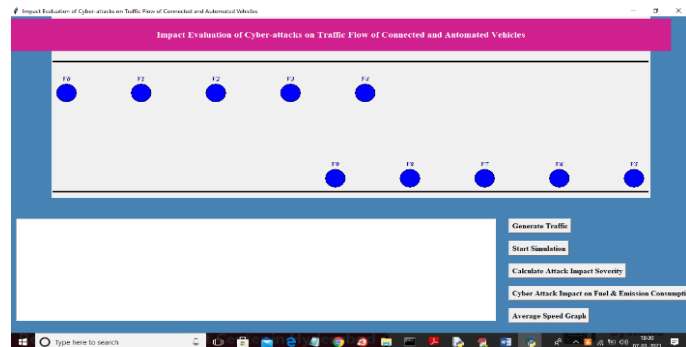 Impact Evaluation of Cyber-attacks on Traffic Flow of Connected and Automated Vehicles
Impact Evaluation of Cyber-attacks on Traffic Flow of Connected and Automated Vehicles
F0 F1 F2 F3 F4
F9 F8 F7 F6 F5
Generate Traffic
Start Simulation
Calculate Attack Impact Severity
Cyber Attack Impact on Fuel & Emission Consumpti
Average Speed Graph
Type here to search